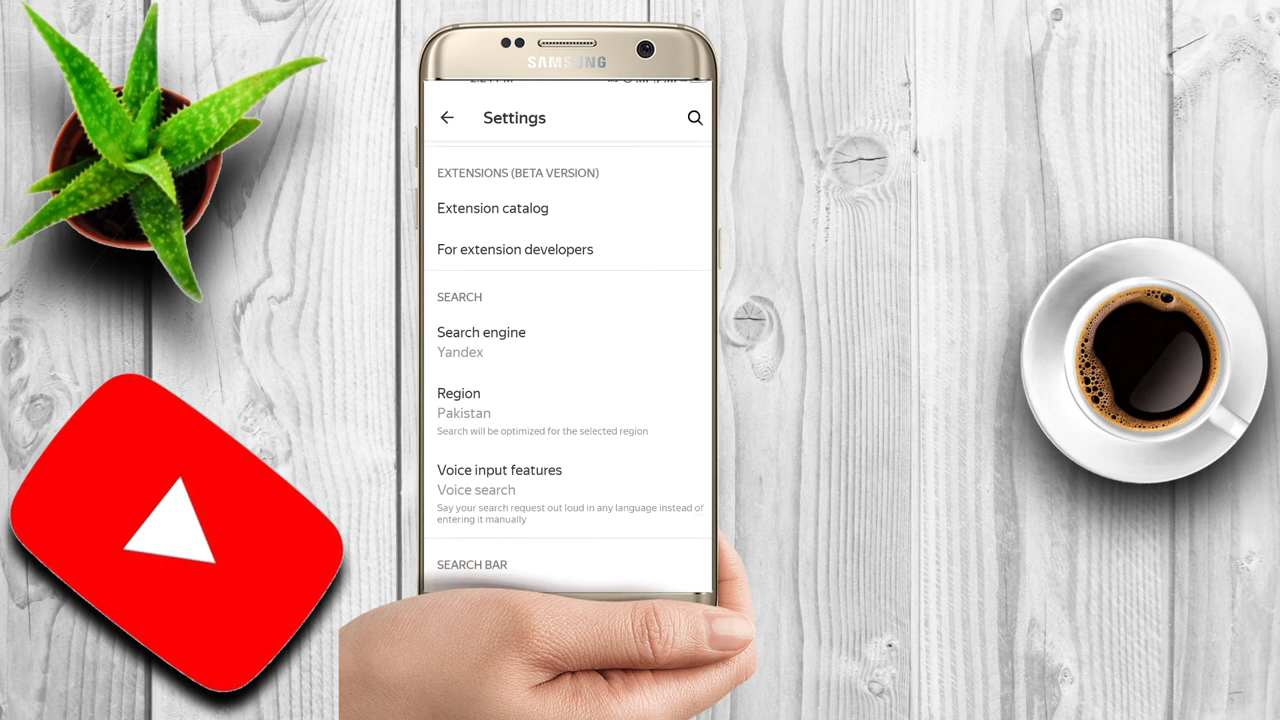 SAMSUNG
Settings
EXTENSIONS (BETA VERSION)
Extension catalog
For extension developers
SEARCH
Search engine
Yandex
Region
Pakistan
Search will be optimized for the selected region
Voice input features
Voice search
Say your search request out loud in any language instead of
entering it manually
SEARCH BAR